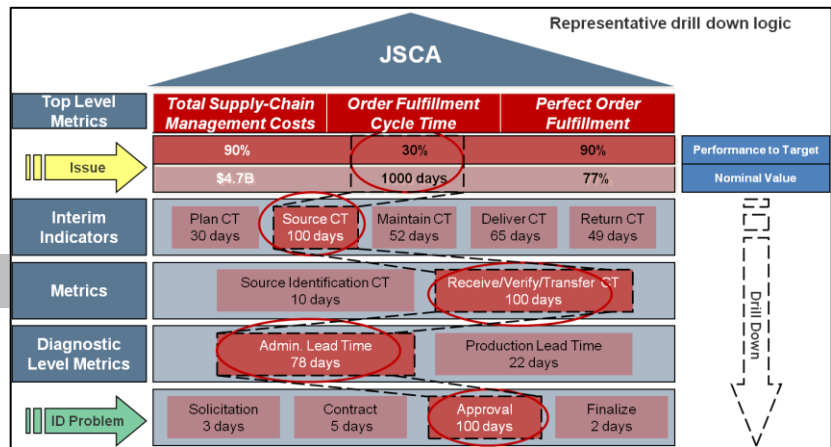 Representative drill down logic
JSCA
Top Level
Metrics
Total Supply-Chain
Management Costs
Order Fulfillment
Cycle Time
Perfect Order
Fulfillment
Issue
90%
30%
90%
Performance to Target
$4.7B
1000 days
77%
Nominal Value
Interim
Indicators
Plan CT
30 days
Source CT
100 days
Maintain CT
52 days
Deliver CT
65 days
Return CT
49 days
Metrics
Source Identification CT
10 days
Receive/Verify/Transfer CT
100 days
Drill Down
Diagnostic
Level Metrics
Admin. Lead Time
78 days
Production Lead Time
22 days
ID Problem
Solicitation
3 days
Contract
5 days
Approval
100 days
Finalize
2 days